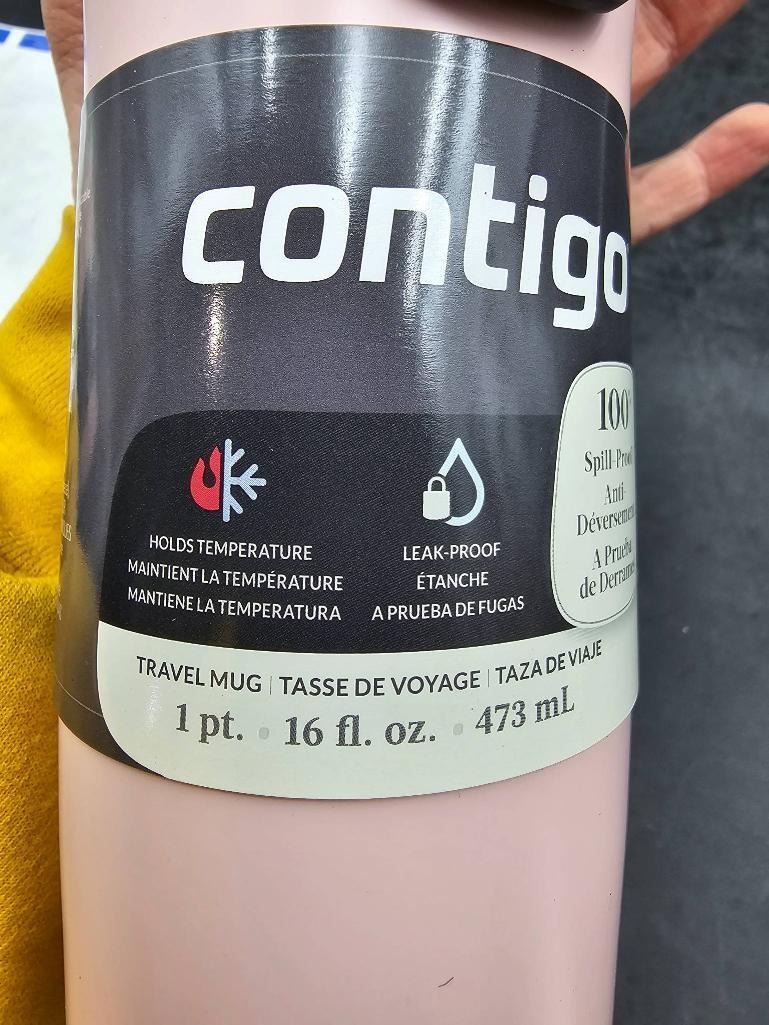 contigo
100%
Spill-Proof
Anti-
Déversement
A Prueba
de Derrames
HOLDS TEMPERATURE
MAINTIENT LA TEMPÉRATURE
MANTIENE LA TEMPERATURA
LEAK-PROOF
ÉTANCHE
A PRUEBA DE FUGAS
TRAVEL MUG | TASSE DE VOYAGE | TAZA DE VIAJE
1 pt. • 16 fl. oz. • 473 mL